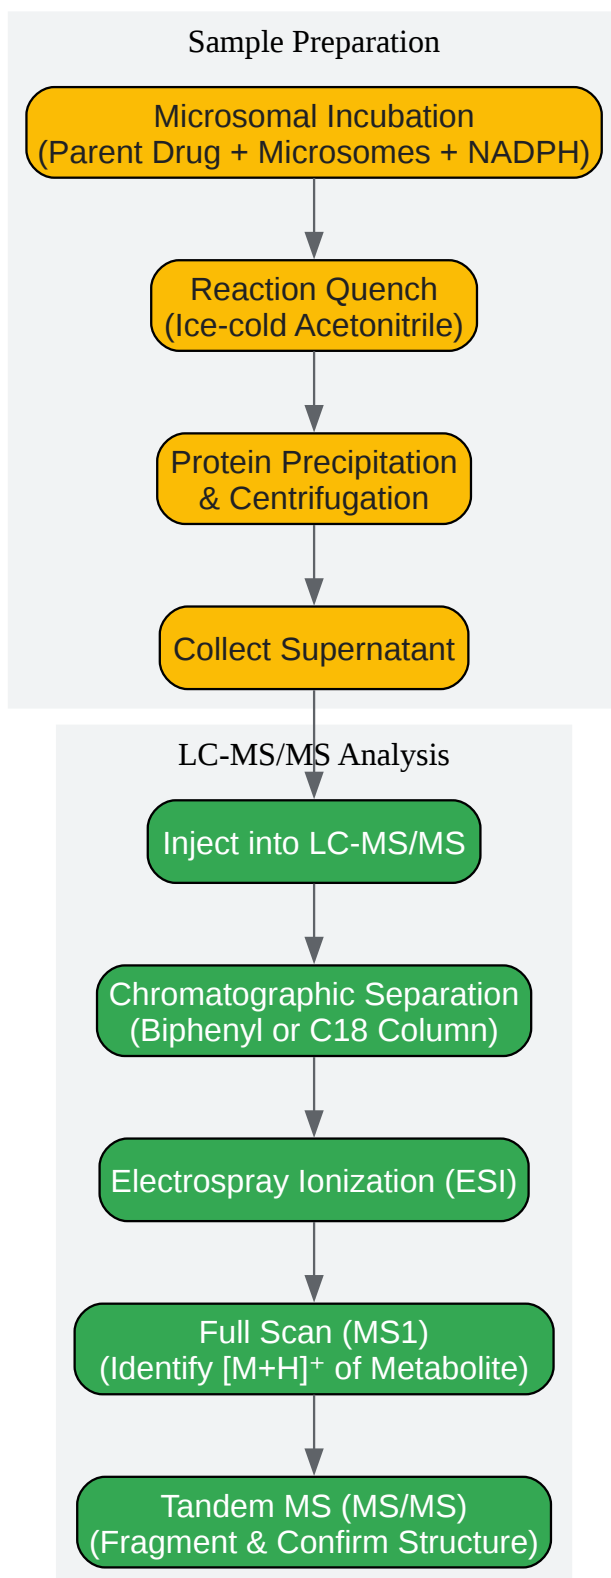 Sample Preparation
Microsomal Incubation
(Parent Drug + Microsomes + NADPH)
Reaction Quench
(Ice-cold Acetonitrile)
Protein Precipitation
& Centrifugation
Collect Supernatant
LC-MS/MS Analysis
Inject into LC-MS/MS
Chromatographic Separation
(Biphenyl or C18 Column)
Electrospray Ionization (ESI)
Full Scan (MS1)
(Identify [M+H]⁺ of Metabolite)
Tandem MS (MS/MS)
(Fragment & Confirm Structure)